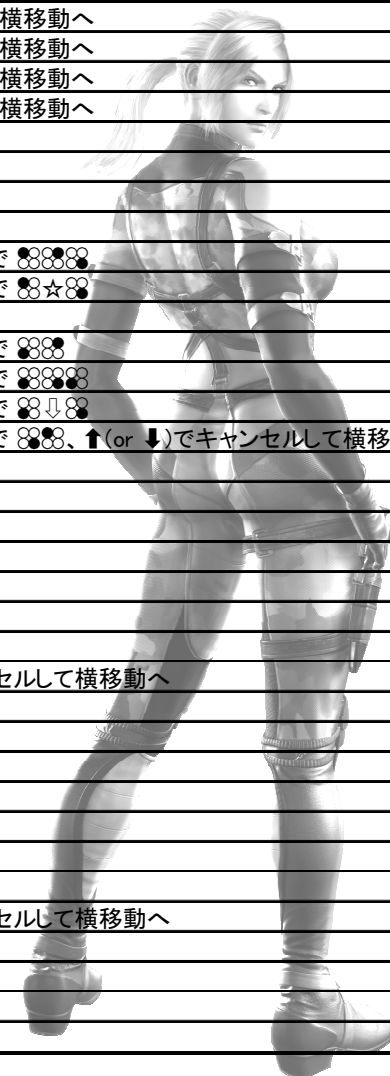 横移動へ
横移動へ
横移動へ
横移動へ
で
で ☆
で
で
で ⇩
で 、⬆(or ⬇)でキャンセルして横移
セルして横移動へ
セルして横移動へ